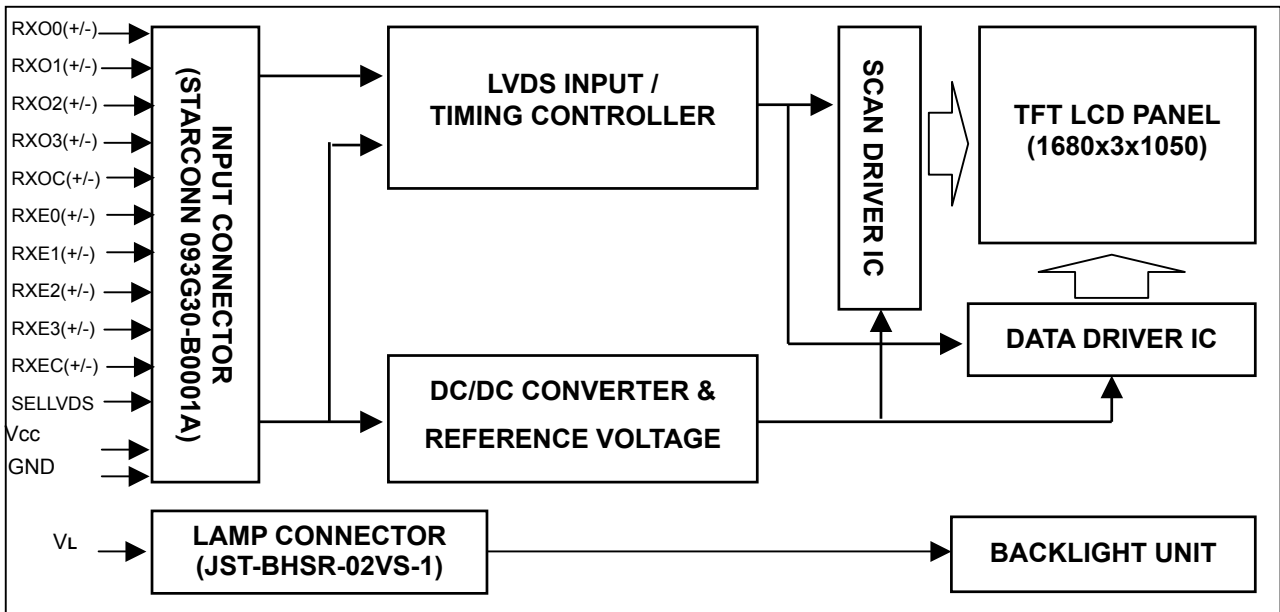 RXO0(+/-)
RXO1(+/-)
RXO2(+/-)
RXO3(+/-)
RXOC(+/-)
RXE0(+/-)
RXE1(+/-)
RXE2(+/-)
RXE3(+/-)
RXEC(+/-)
SELLVDS
Vcc
GND
INPUT CONNECTOR
(STARCONN 093G30-B0001A)
LVDS INPUT /
TIMING CONTROLLER
SCAN DRIVER IC
TFT LCD PANEL
(1680x3x1050)
DATA DRIVER IC
DC/DC CONVERTER &
REFERENCE VOLTAGE
VL
LAMP CONNECTOR
(JST-BHSR-02VS-1)
BACKLIGHT UNIT